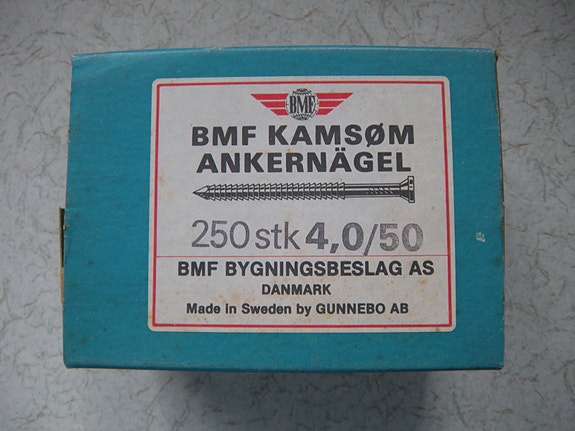 BMF
BMF KAMSØM
ANKERNÄGEL
250 stk 4,0/50
BMF BYGNINGSBESLAG AS
DANMARK
Made in Sweden by GUNNEBO AB